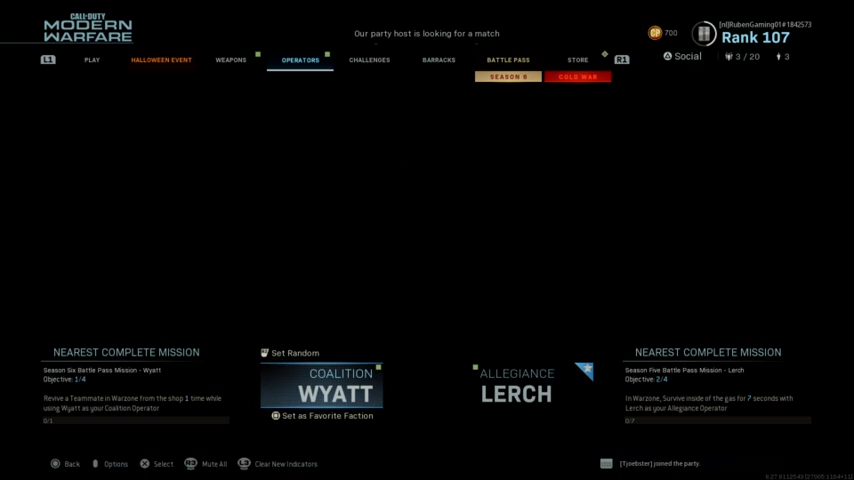 CALL OF DUTY
MODERN
WARFARE
Our party host is looking for a match
700
[nl]RubenGaming01#1842573
Rank 107
Social
3 / 20
3
L1
PLAY
HALLOWEEN EVENT
WEAPONS
OPERATORS
CHALLENGES
BARRACKS
BATTLE PASS
STORE
R1
SEASON 6
COLD WAR
NEAREST COMPLETE MISSION
Season Six Battle Pass Mission - Wyatt
Objective: 1/4
Revive a Teammate in Warzone from the shop 1 time while
using Wyatt as your Coalition Operator
0/1
Set Random
COALITION
WYATT
Set as Favorite Faction
ALLEGIANCE
LERCH
NEAREST COMPLETE MISSION
Season Five Battle Pass Mission - Lerch
Objective: 2/4
In Warzone, Survive inside of the gas for 7 seconds with
Lerch as your Allegiance Operator
0/7
Back
Options
Select
Mute All
Clear New Indicators
[Tjoebster] joined the party.